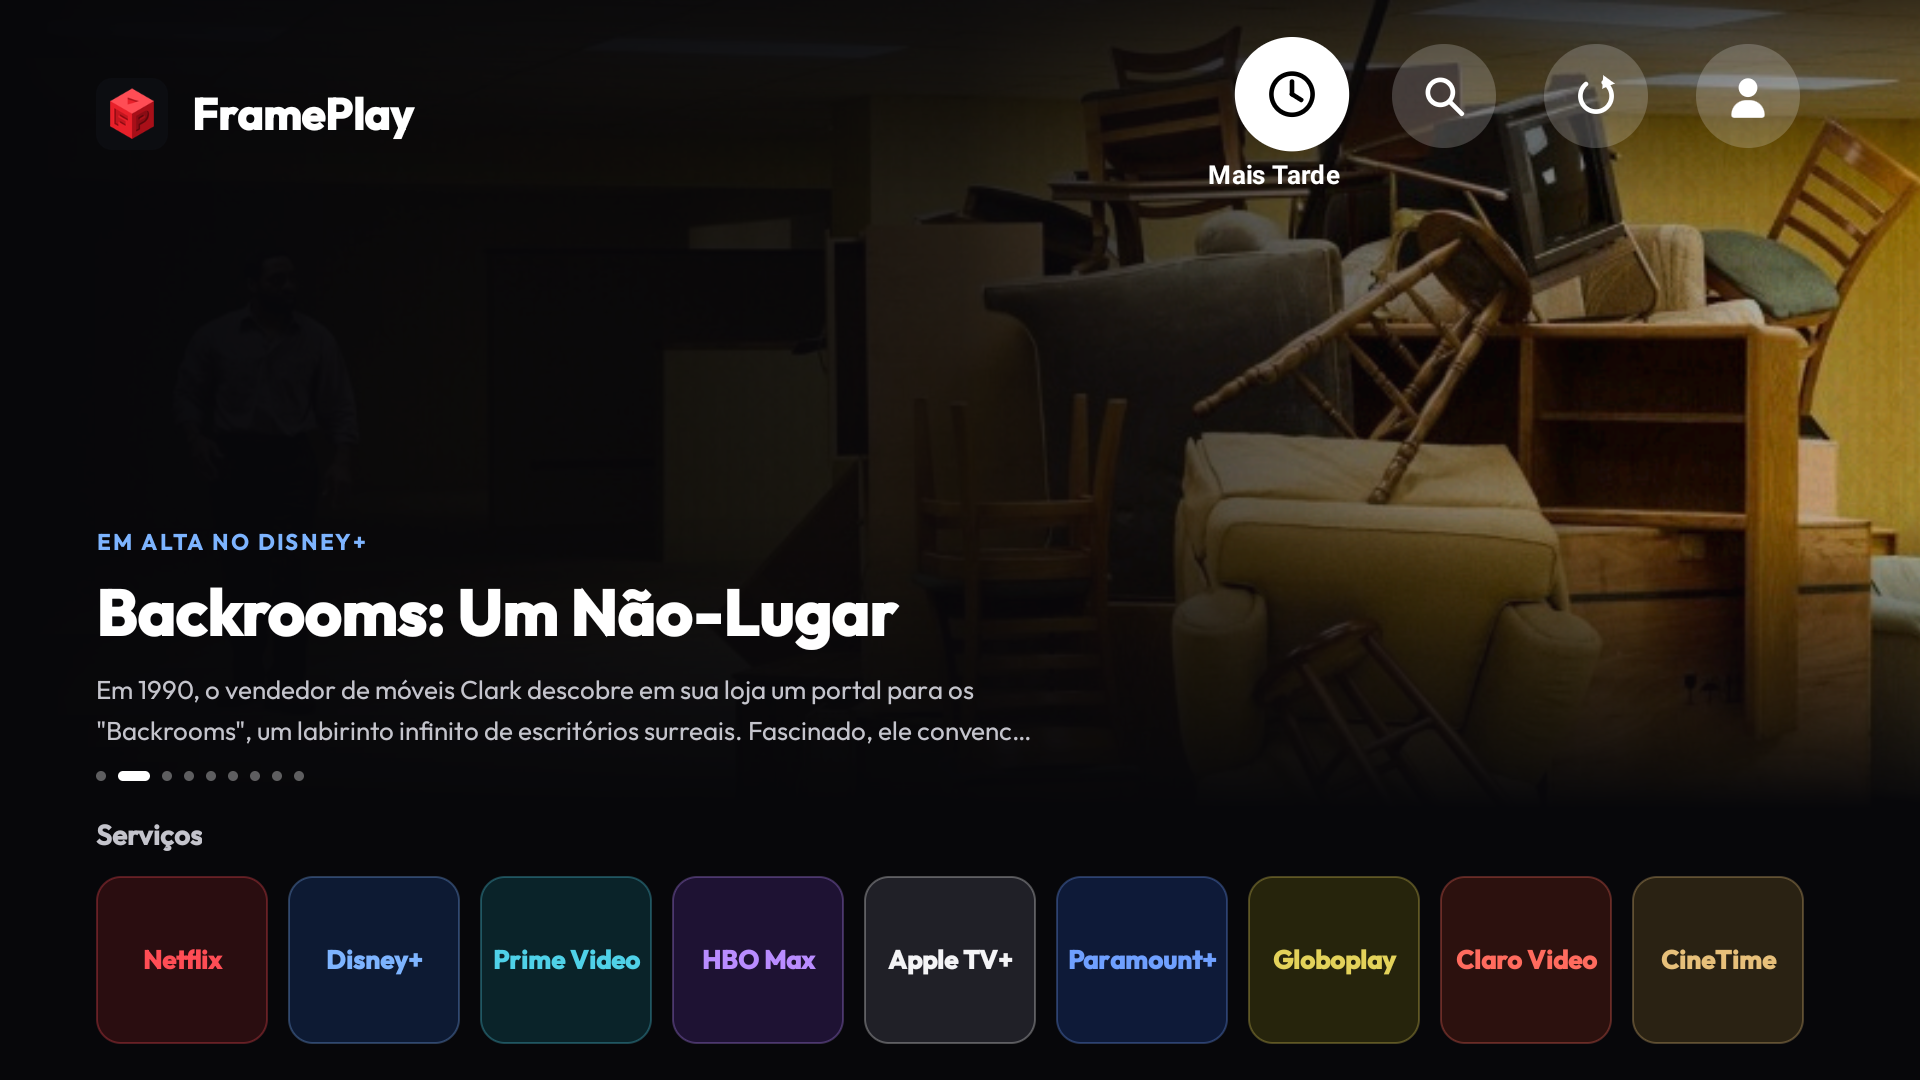 FramePlay
Mais Tarde
EM ALTA NO DISNEY+
Backrooms: Um Não-Lugar
Em 1990, o vendedor de móveis Clark descobre em sua loja um portal para os
"Backrooms", um labirinto infinito de escritórios surreais. Fascinado, ele convenc...
Serviços
Netflix
Disney+
Prime Video
HBO Max
Apple TV+
Paramount+
Globoplay
Claro Video
CineTime